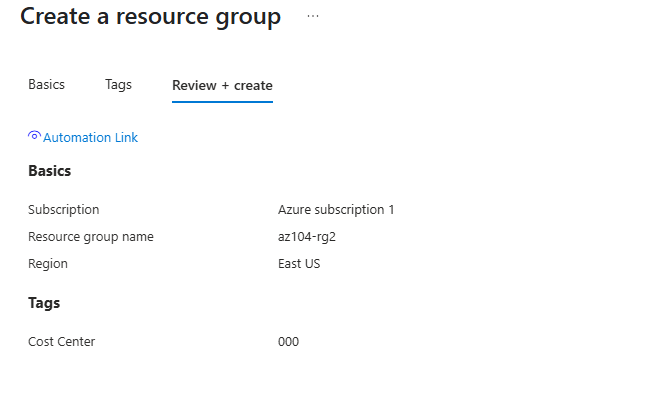 Create a resource group ...
Basics Tags Review + create
Automation Link
Basics
Subscription Azure subscription 1
Resource group name az104-rg2
Region East US
Tags
Cost Center 000